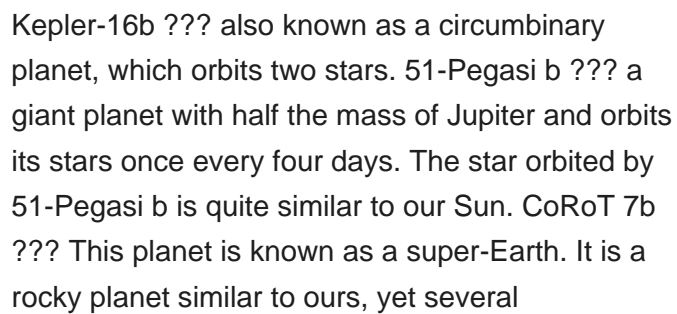 Kepler-16b ??? also known as a circumbinary
planet, which orbits two stars. 51-Pegasi b ??? a
giant planet with half the mass of Jupiter and orbits
its stars once every four days. The star orbited by
51-Pegasi b is quite similar to our Sun. CoRoT 7b
??? This planet is known as a super-Earth. It is a
rocky planet similar to ours, yet several